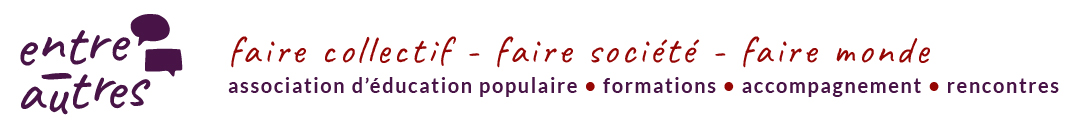 entre
autres
faire collectif - faire société - faire monde
association d'éducation populaire • formations • accompagnement • rencontres